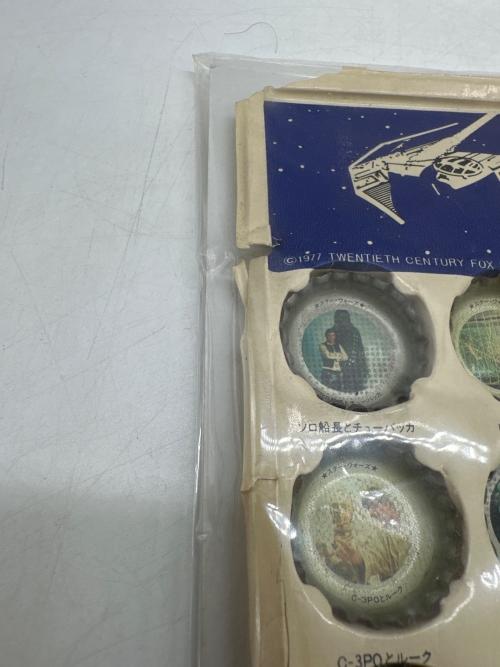 ©1977 TWENTIETH CENTURY FOX
★スター・ウォーズ★
ソロ船長とチューバッカ
★スター・ウォーズ★
C-3POとルーク
C-3POとルーク